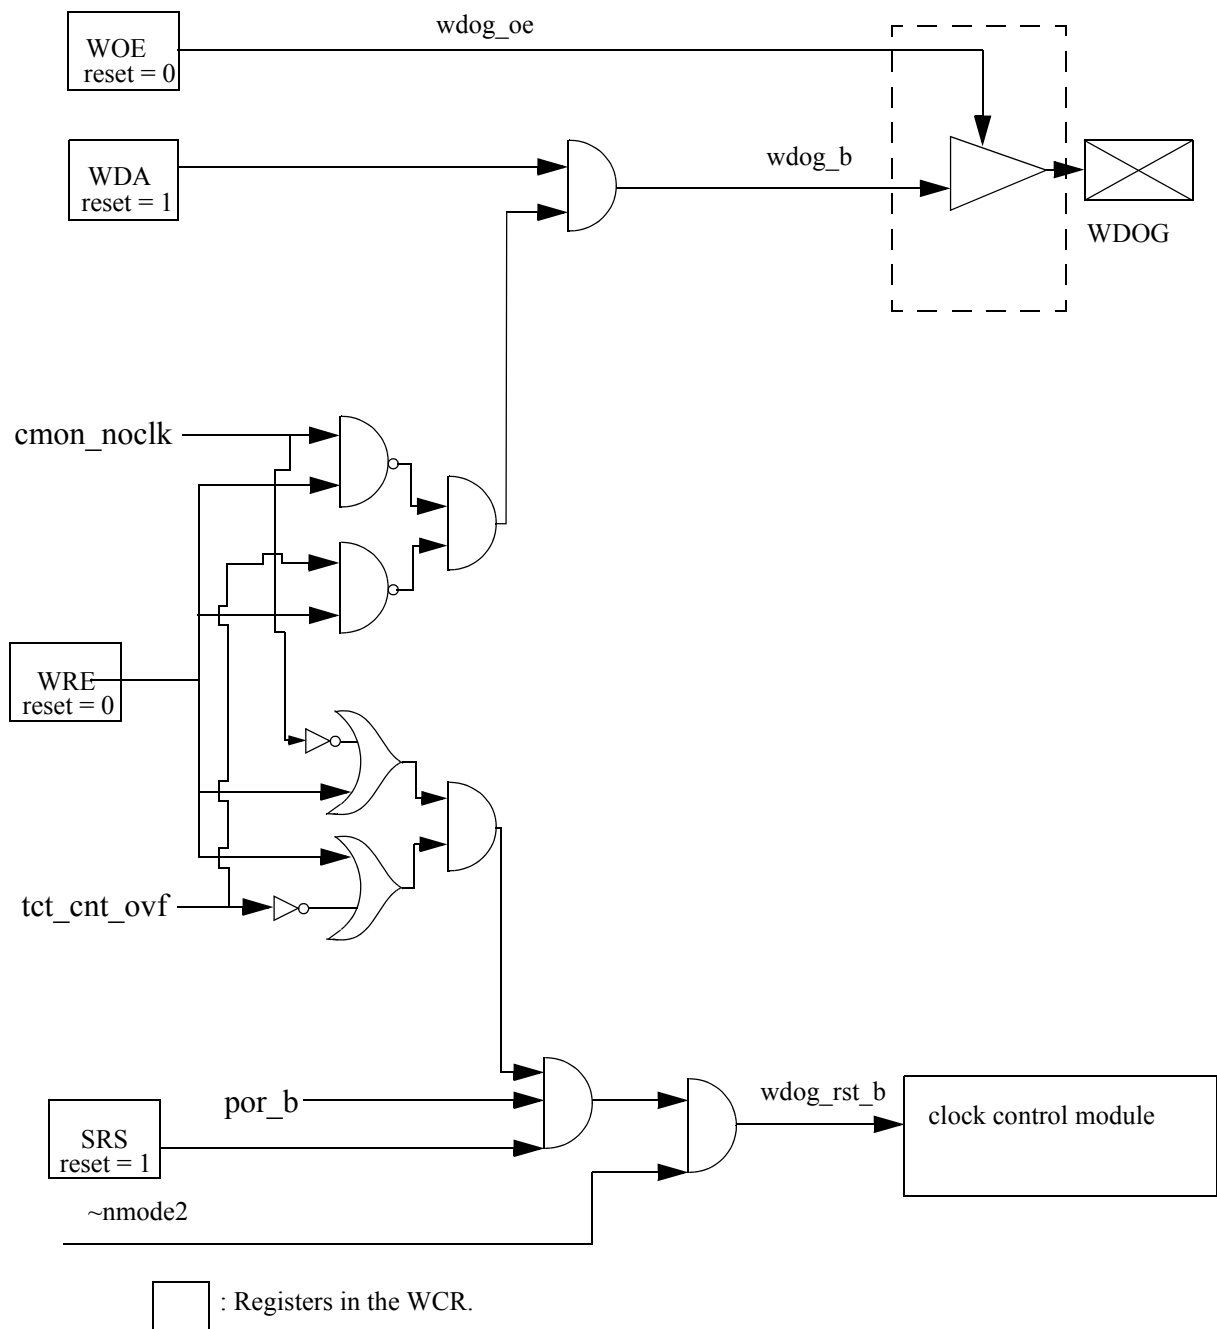 wdog_oe
WOE
reset = 0
WDA
reset = 1
wdog_b
WDOG
cmon_noclk
WRE
reset = 0
tct_cnt_ovf
por_b
wdog_rst_b
clock control module
SRS
reset = 1
~nmode2
: Registers in the WCR.